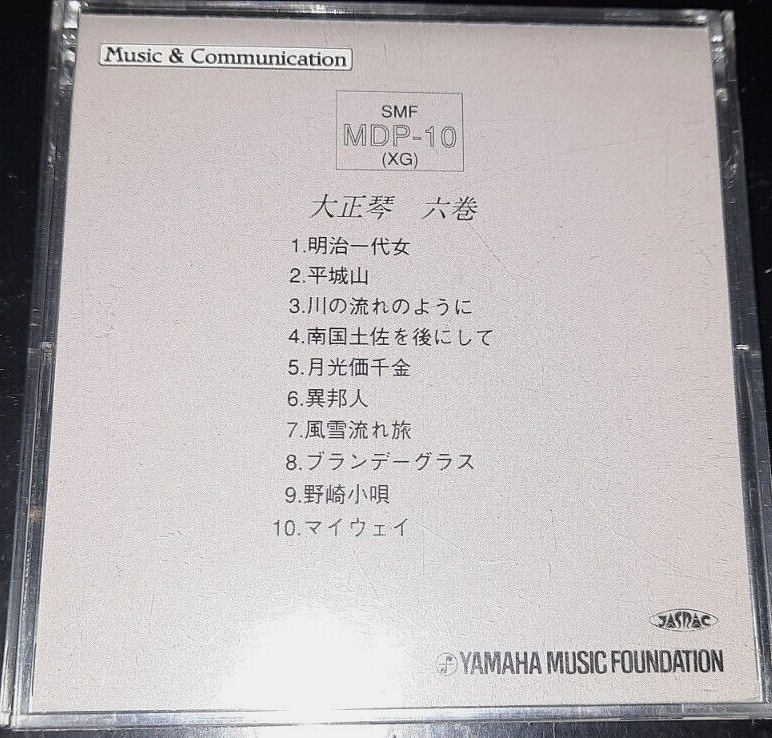 Music & Communication
SMF
MDP-10
(XG)
大正琴 六巻
1.明治一代女
2.平城山
3.川の流れのように
4.南国土佐を後にして
5.月光価千金
6.異邦人
7.風雪流れ旅
8.ブランデーグラス
9.野崎小唄
10.マイウェイ
JASRAC
YAMAHA MUSIC FOUNDATION